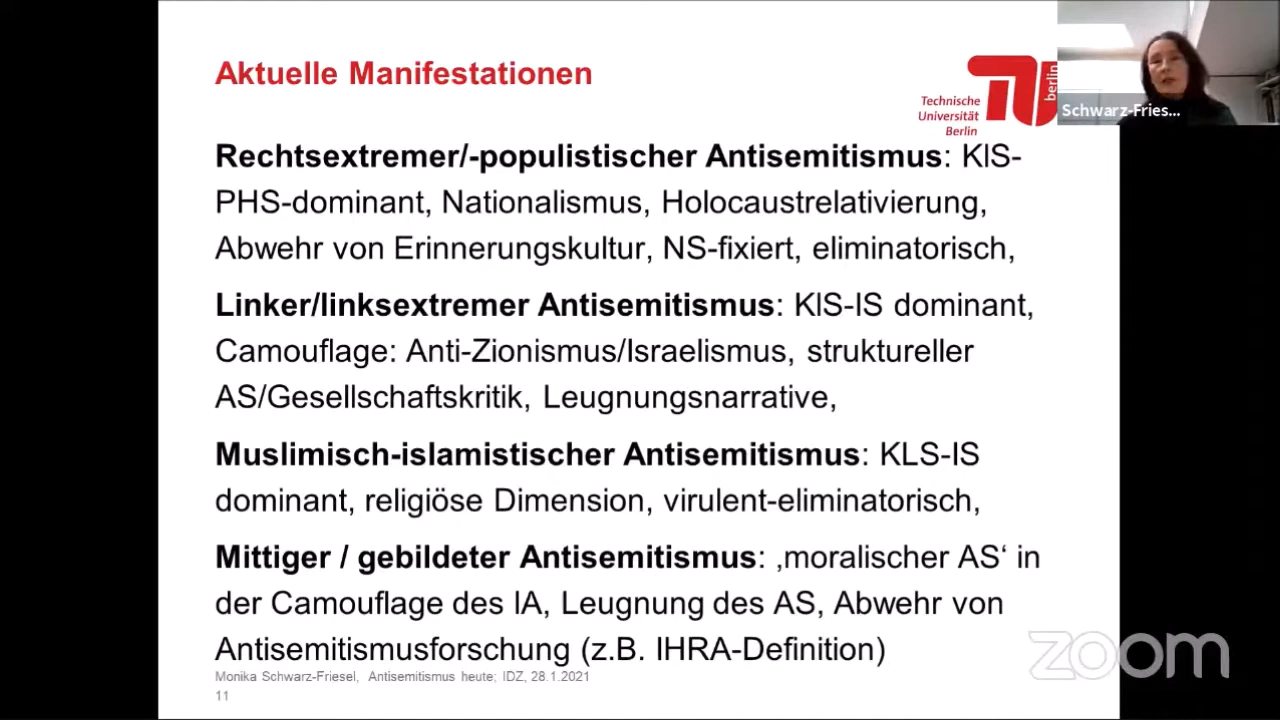 Aktuelle Manifestationen
Technische
Universität
Berlin
berlin
Schwarz-Fries...
Rechtsextremer/-populistischer Antisemitismus: KlS-
PHS-dominant, Nationalismus, Holocaustrelativierung,
Abwehr von Erinnerungskultur, NS-fixiert, eliminatorisch,
Linker/linksextremer Antisemitismus: KlS-IS dominant,
Camouflage: Anti-Zionismus/Israelismus, struktureller
AS/Gesellschaftskritik, Leugnungsnarrative,
Muslimisch-islamistischer Antisemitismus: KLS-IS
dominant, religiöse Dimension, virulent-eliminatorisch,
Mittiger / gebildeter Antisemitismus: ‚moralischer AS‘ in
der Camouflage des IA, Leugnung des AS, Abwehr von
Antisemitismusforschung (z.B. IHRA-Definition)
Monika Schwarz-Friesel, Antisemitismus heute; IDZ, 28.1.2021
11
zoom